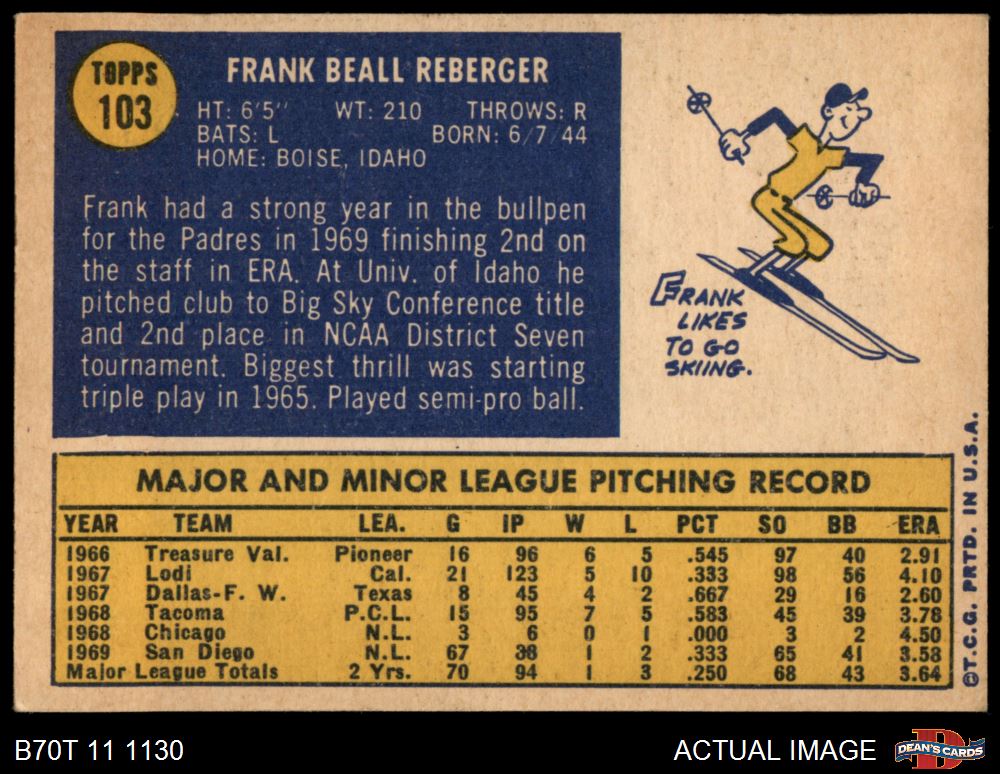 TOPPS
103
FRANK BEALL REBERGER
HT: 6'5" WT: 210 THROWS: R
BATS: L BORN: 6/7/44
HOME: BOISE, IDAHO
Frank had a strong year in the bullpen
for the Padres in 1969 finishing 2nd on
the staff in ERA. At Univ. of Idaho he
pitched club to Big Sky Conference title
and 2nd place in NCAA District Seven
tournament. Biggest thrill was starting
triple play in 1965. Played semi-pro ball.
FRANK
LIKES
TO GO
SKIING.
MAJOR AND MINOR LEAGUE PITCHING RECORD
YEAR TEAM LEA. G IP W L PCT SO BB ERA
1966 Treasure Val. Pioneer 16 96 6 5 .545 97 40 2.91
1967 Lodi Cal. 21 123 5 10 .333 98 56 4.10
1967 Dallas-F. W. Texas 8 45 4 2 .667 29 16 2.60
1968 Tacoma P.C.L. 15 95 7 5 .583 45 39 3.78
1968 Chicago N.L. 3 6 0 1 .000 3 2 4.50
1969 San Diego N.L. 67 38 1 2 .333 65 41 3.58
Major League Totals 2 Yrs. 70 94 1 3 .250 68 43 3.64
©T.C.G. PRTD. IN U.S.A.
B70T 11 1130
ACTUAL IMAGE
D
DEAN'S CARDS